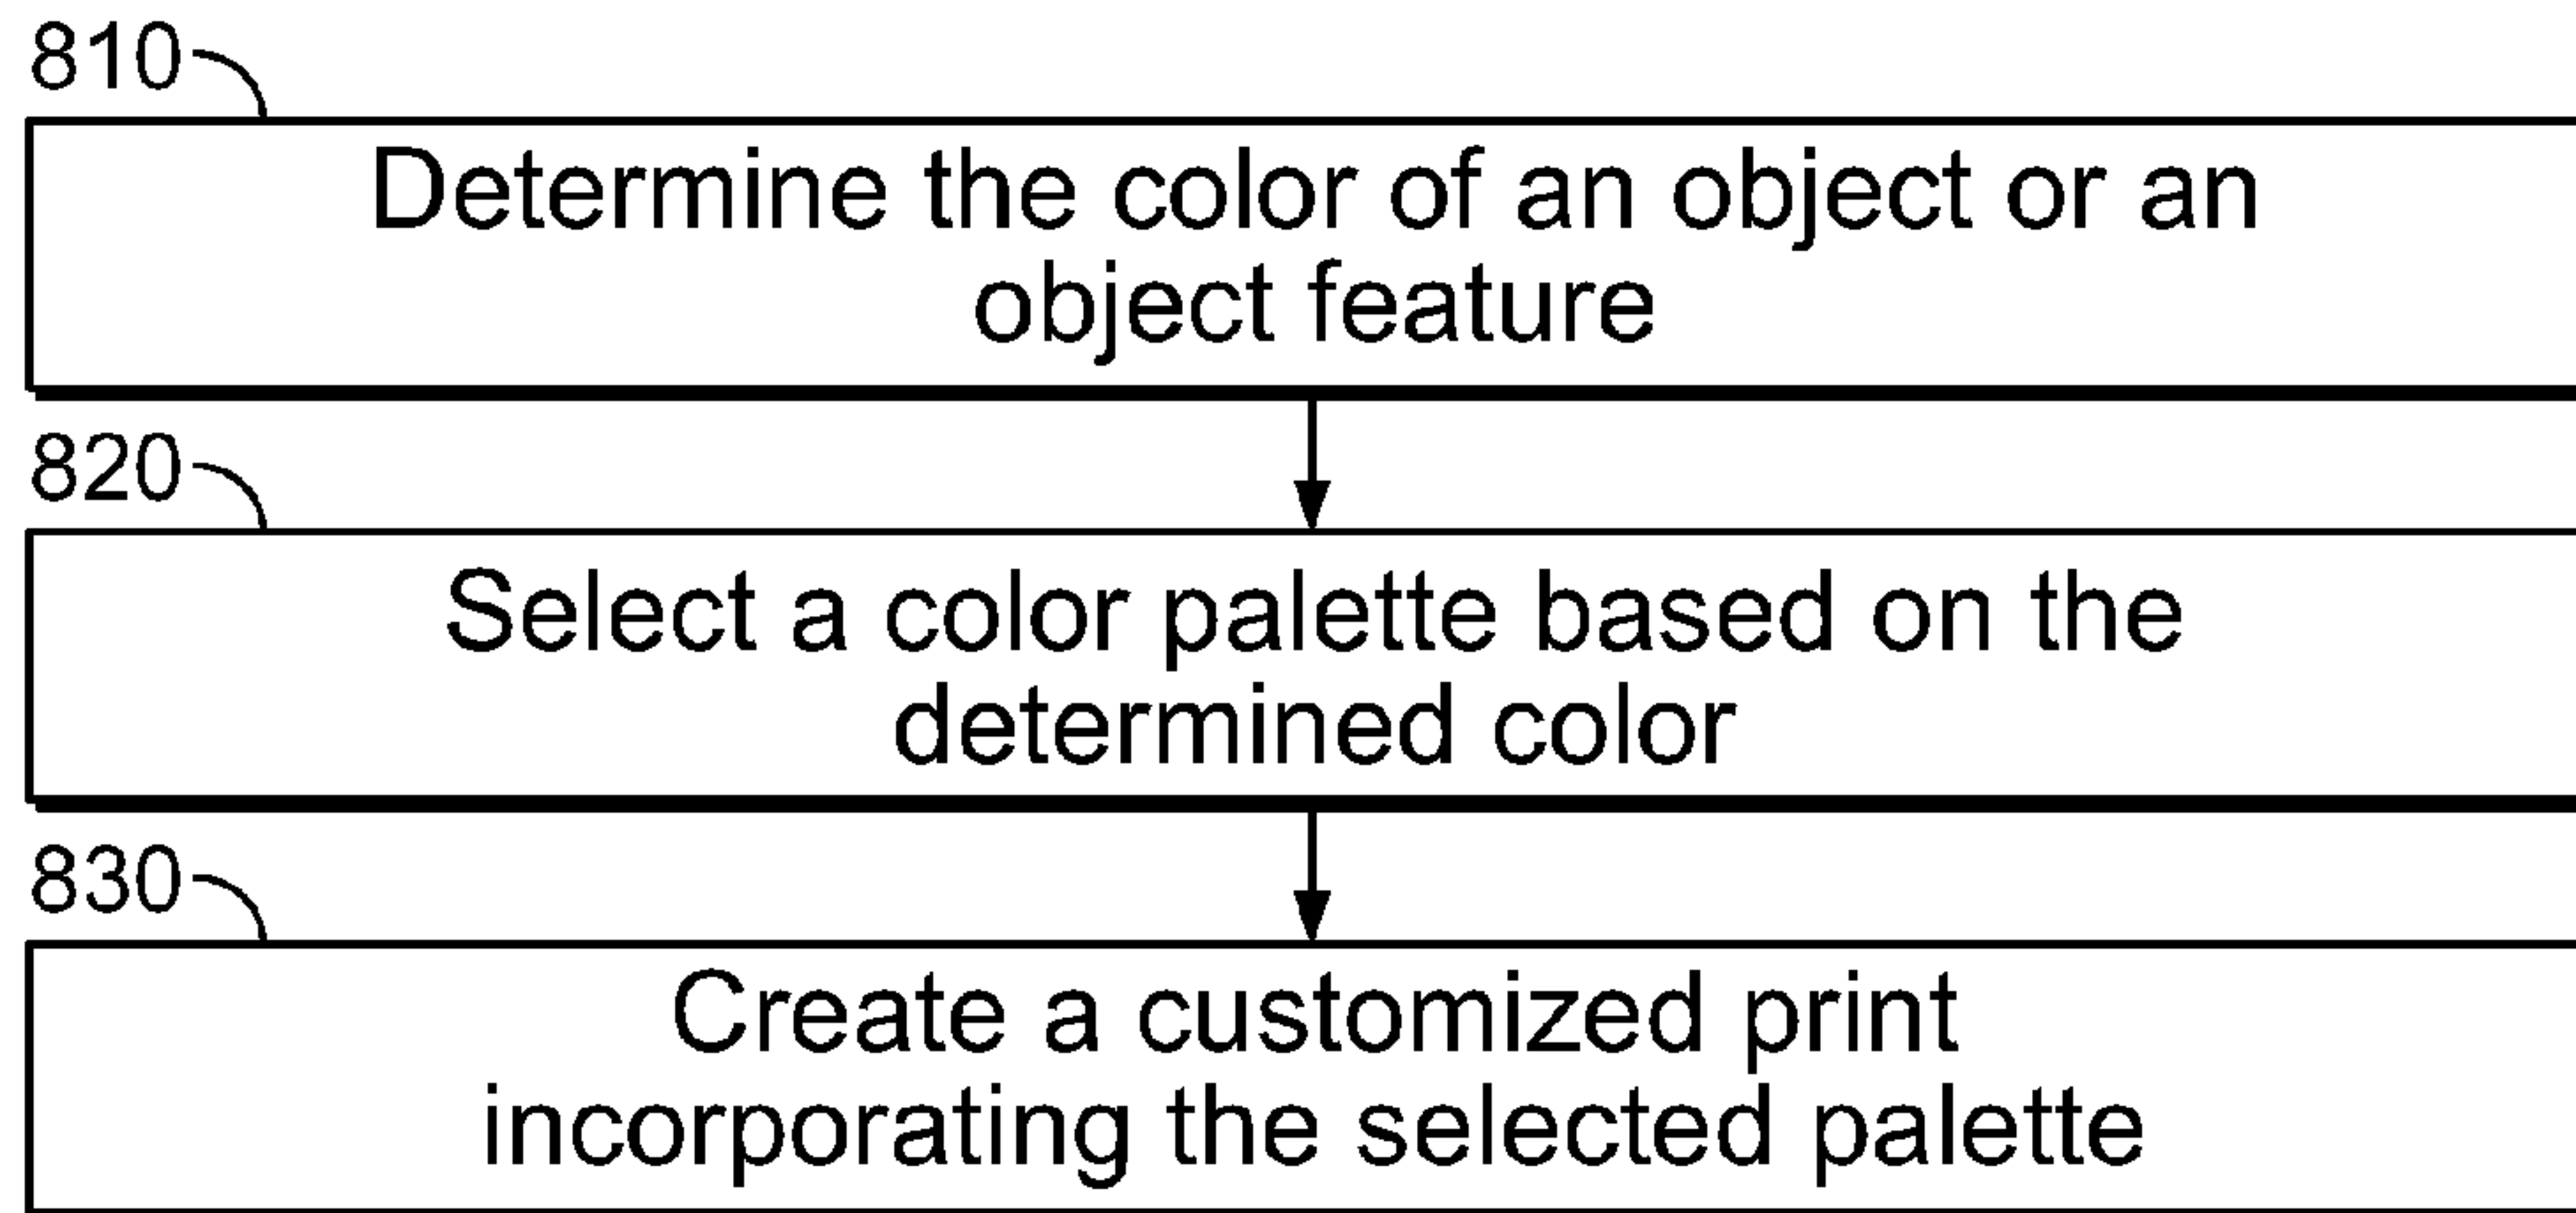 810
Determine the color of an object or an
object feature
820
Select a color palette based on the
determined color
830
Create a customized print
incorporating the selected palette